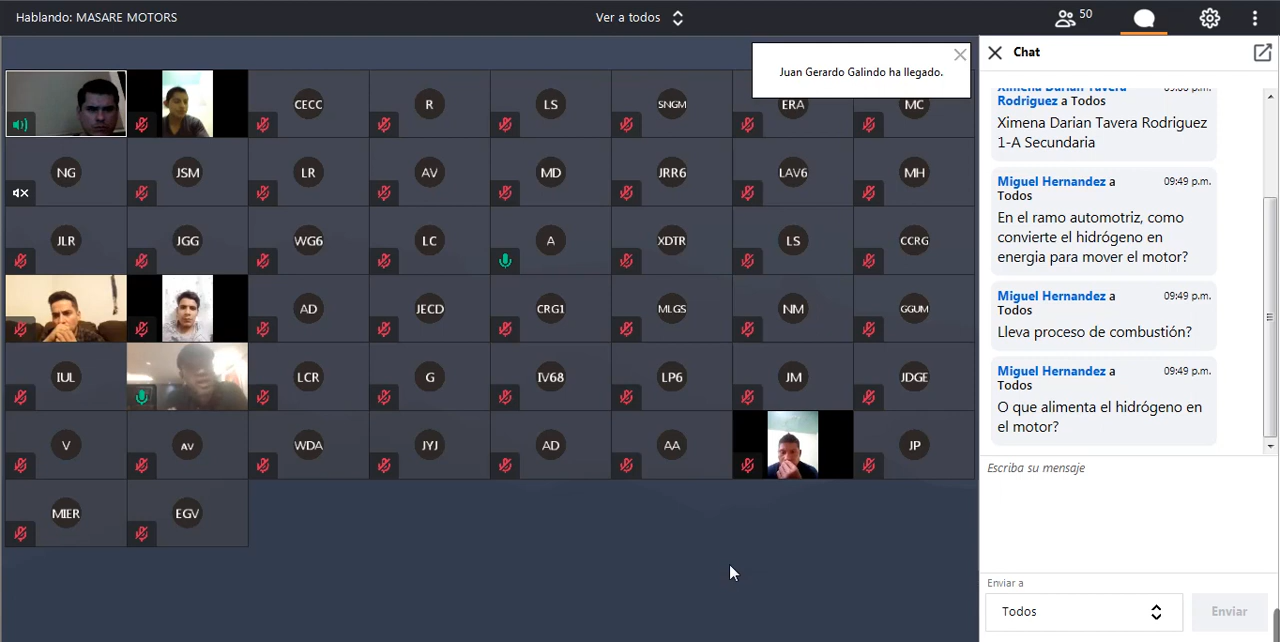 Hablando: MASARE MOTORS
Ver a todos
50
Juan Gerardo Galindo ha llegado.
CECC
R
LS
SNGM
ERA
MC
NG
JSM
LR
AV
MD
JRR6
LAV6
MH
JLR
JGG
WG6
LC
A
XDTR
LS
CCRG
AD
JECD
CRG1
MLGS
NM
GGUM
IUL
LCR
G
IV68
LP6
JM
JDGE
V
AV
WDA
JYJ
AD
AA
JP
MIER
EGV
Chat
Ximena Darian Tavera
Rodriguez a Todos
Ximena Darian Tavera Rodriguez
1-A Secundaria
Miguel Hernandez a 09:49 p.m.
Todos
En el ramo automotriz, como
convierte el hidrógeno en
energia para mover el motor?
Miguel Hernandez a 09:49 p.m.
Todos
Lleva proceso de combustión?
Miguel Hernandez a 09:49 p.m.
Todos
O que alimenta el hidrógeno en
el motor?
Escriba su mensaje
Enviar a
Todos
Enviar